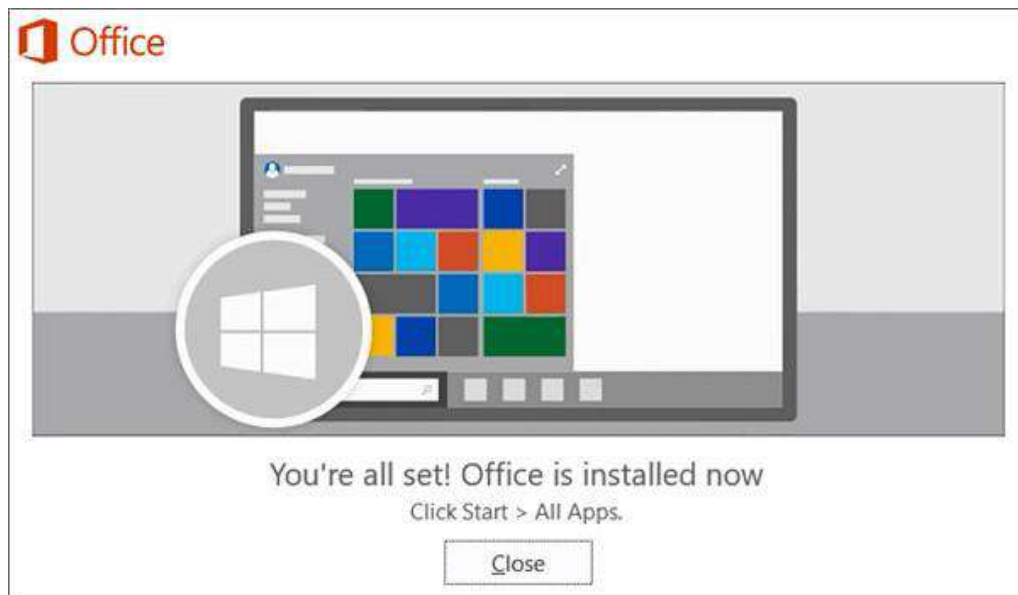 Office
You're all set! Office is installed now
Click Start > All Apps.
Close